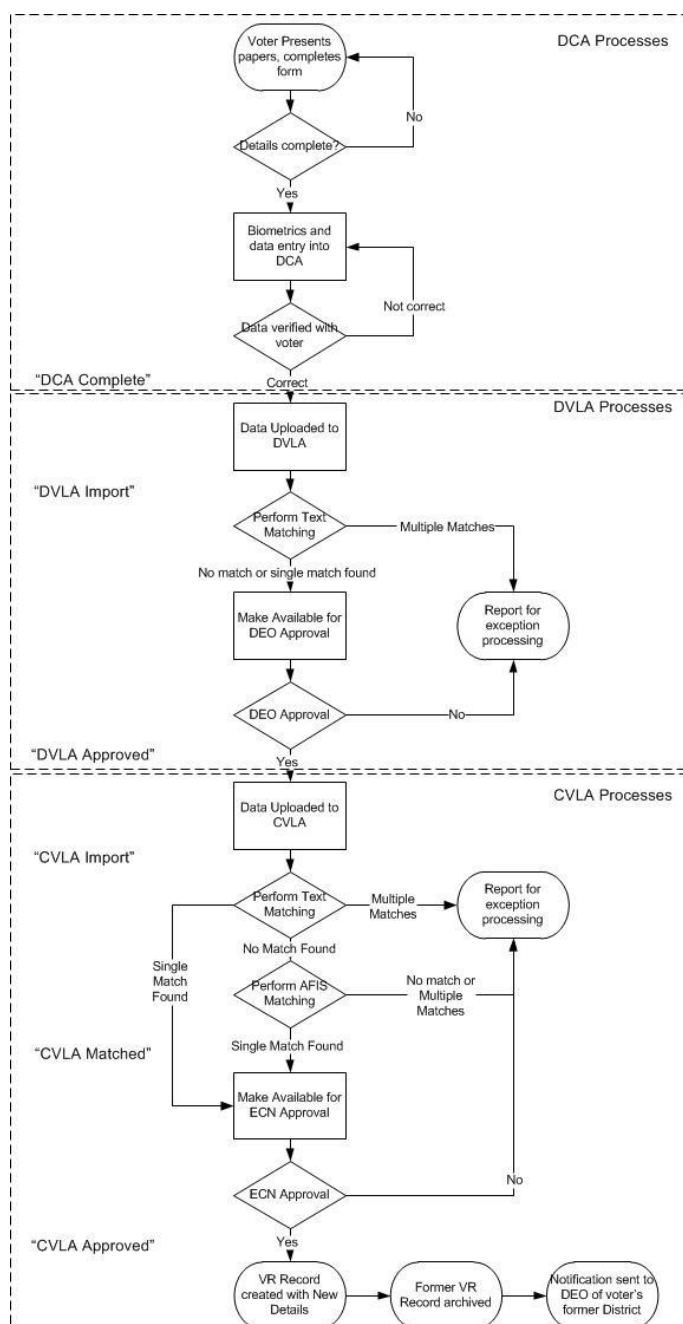 DCA Processes
Voter Presents
papers, completes
form
No
Details complete?
Yes
Biometrics and
data entry into
DCA
Not correct
Data verified with
voter
"DCA Complete"
Correct
DVLA Processes
Data Uploaded to
DVLA
"DVLA Import"
Perform Text
Matching
Multiple Matches
No match or single match found
Make Available for
DEO Approval
Report for
exception
processing
DEO Approval
No
"DVLA Approved"
Yes
CVLA Processes
Data Uploaded to
CVLA
"CVLA Import"
Perform Text
Matching
Multiple
Matches
Report for
exception
processing
No Match Found
Single
Match
Found
Perform AFIS
Matching
No match or
Multiple
Matches
"CVLA Matched"
Single Match Found
Make Available for
ECN Approval
No
ECN Approval
"CVLA Approved"
Yes
VR Record
created with New
Details
Former VR
Record archived
Notification sent to
DEO of voter's
former District